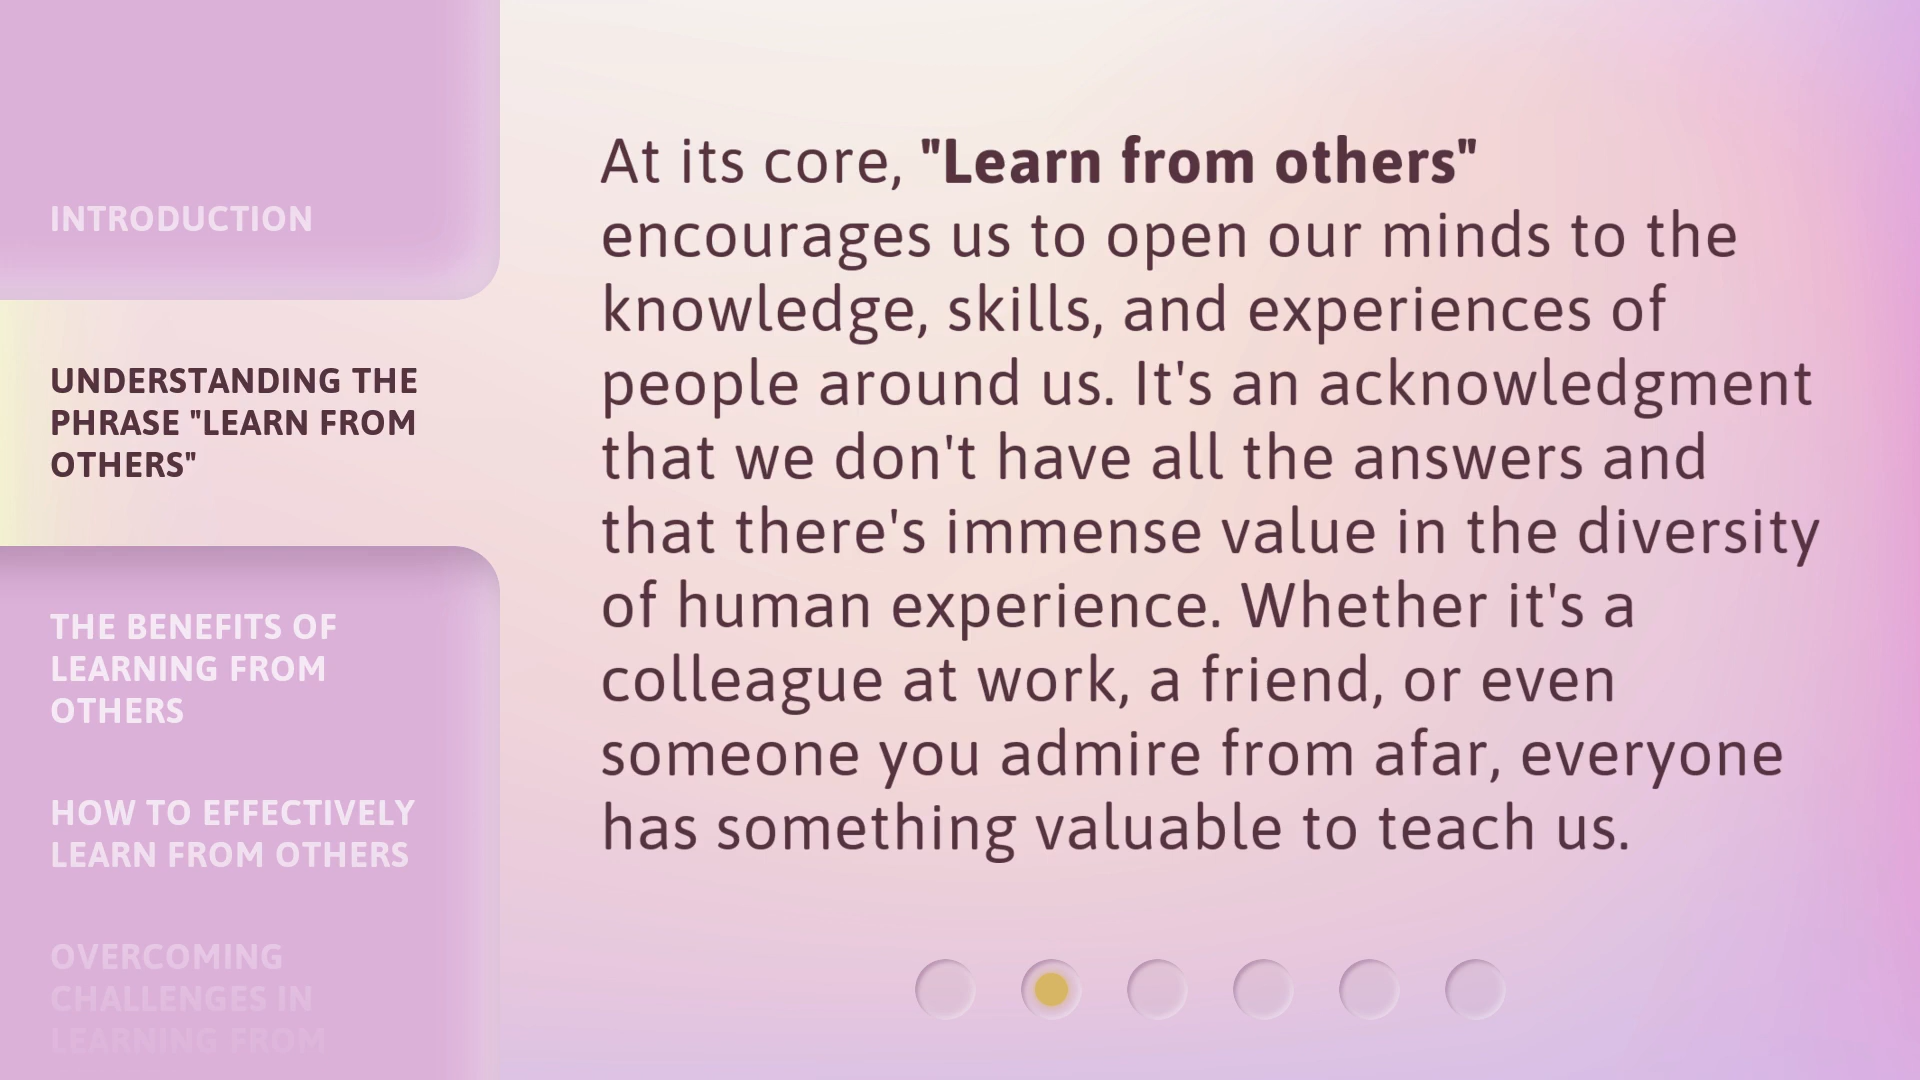 INTRODUCTION
UNDERSTANDING THE
PHRASE "LEARN FROM
OTHERS"
THE BENEFITS OF
LEARNING FROM
OTHERS
HOW TO EFFECTIVELY
LEARN FROM OTHERS
OVERCOMING
CHALLENGES IN
LEARNING FROM
At its core, "Learn from others"
encourages us to open our minds to the
knowledge, skills, and experiences of
people around us. It's an acknowledgment
that we don't have all the answers and
that there's immense value in the diversity
of human experience. Whether it's a
colleague at work, a friend, or even
someone you admire from afar, everyone
has something valuable to teach us.